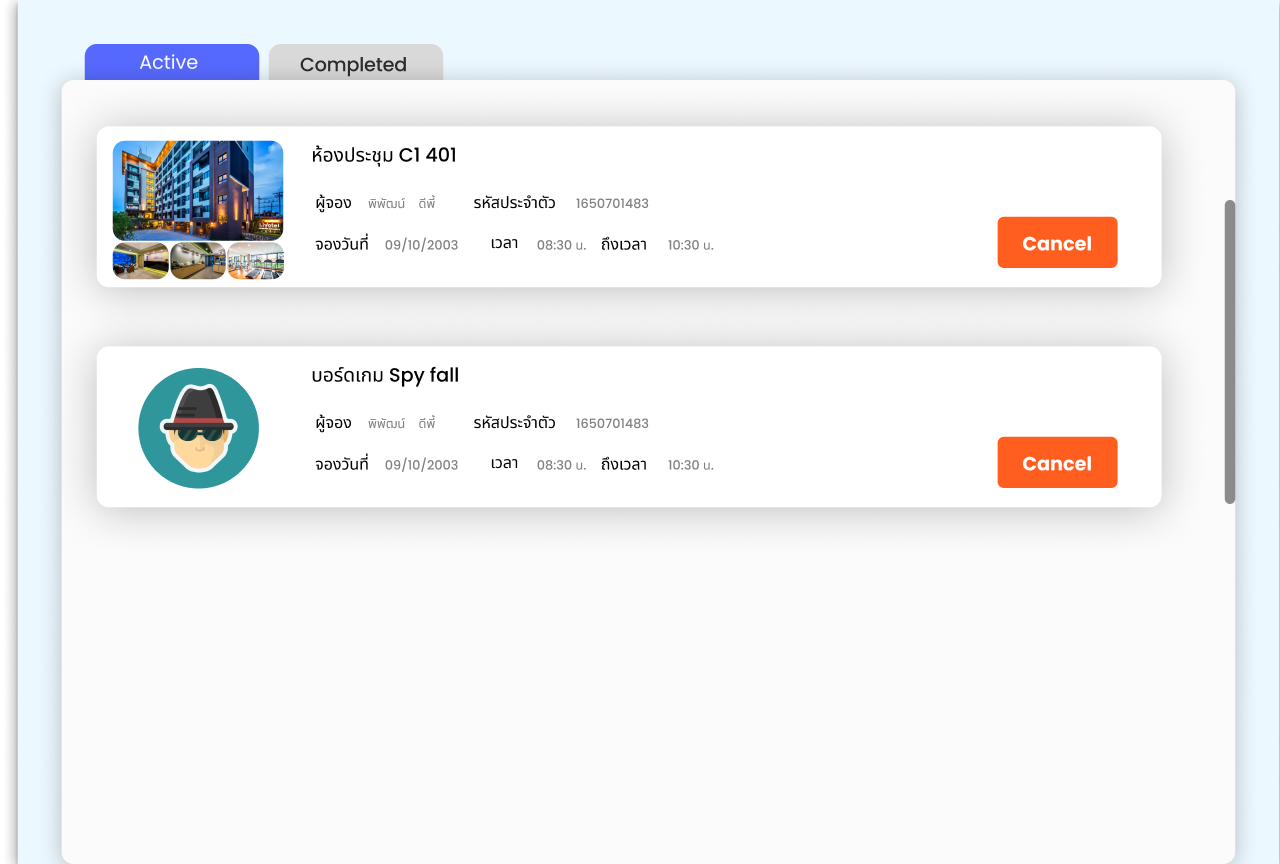 Active Completed
ห้องประชุม C1 401
ผู้จอง พิพัฒน์ ดีพี้ รหัสประจำตัว 1650701483
จองวันที่ 09/10/2003 เวลา 08:30 น. ถึงเวลา 10:30 น.
Cancel
บอร์ดเกม Spy fall
ผู้จอง พิพัฒน์ ดีพี้ รหัสประจำตัว 1650701483
จองวันที่ 09/10/2003 เวลา 08:30 น. ถึงเวลา 10:30 น.
Cancel